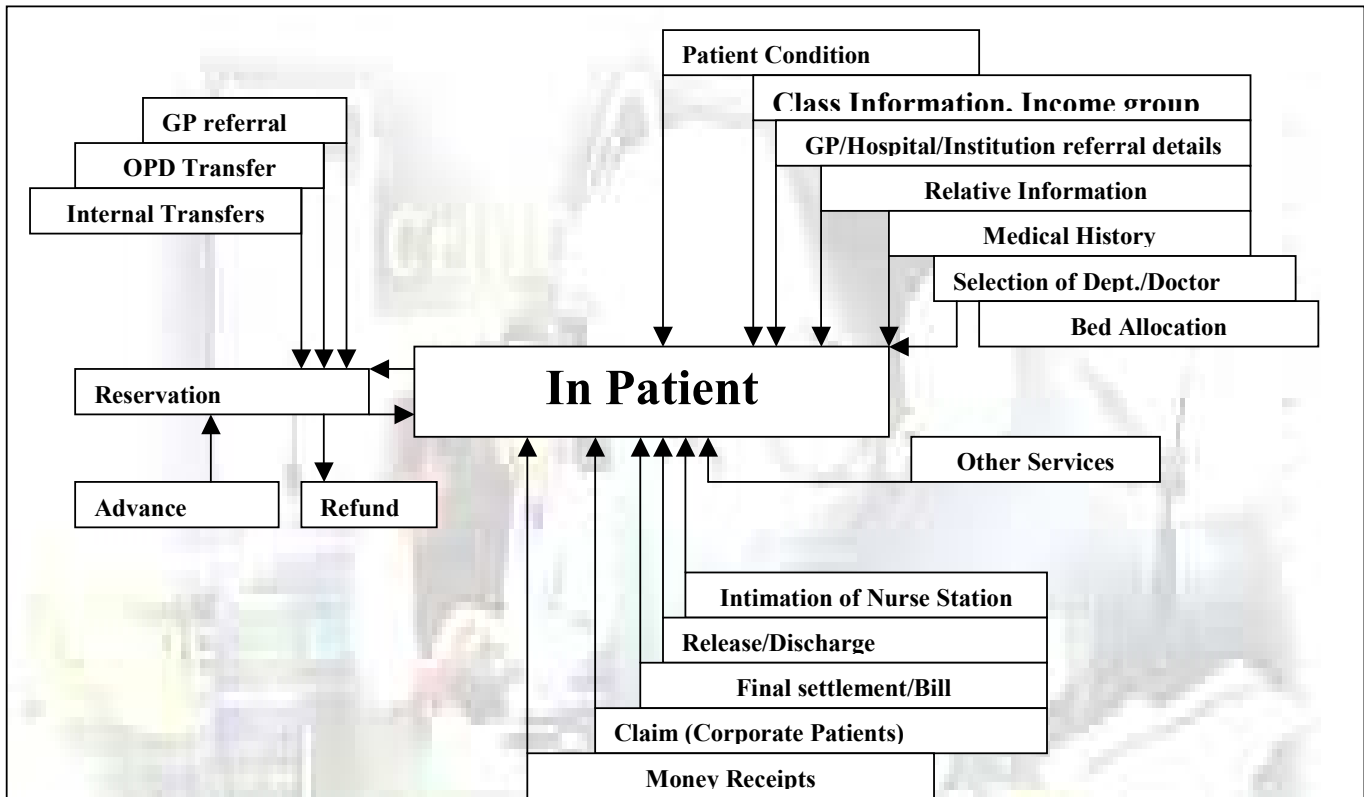 Patient Condition
Class Information, Income group
GP referral
GP/Hospital/Institution referral details
OPD Transfer
Relative Information
Internal Transfers
Medical History
Selection of Dept./Doctor
Bed Allocation
In Patient
Reservation
Other Services
Advance
Refund
Intimation of Nurse Station
Release/Discharge
Final settlement/Bill
Claim (Corporate Patients)
Money Receipts